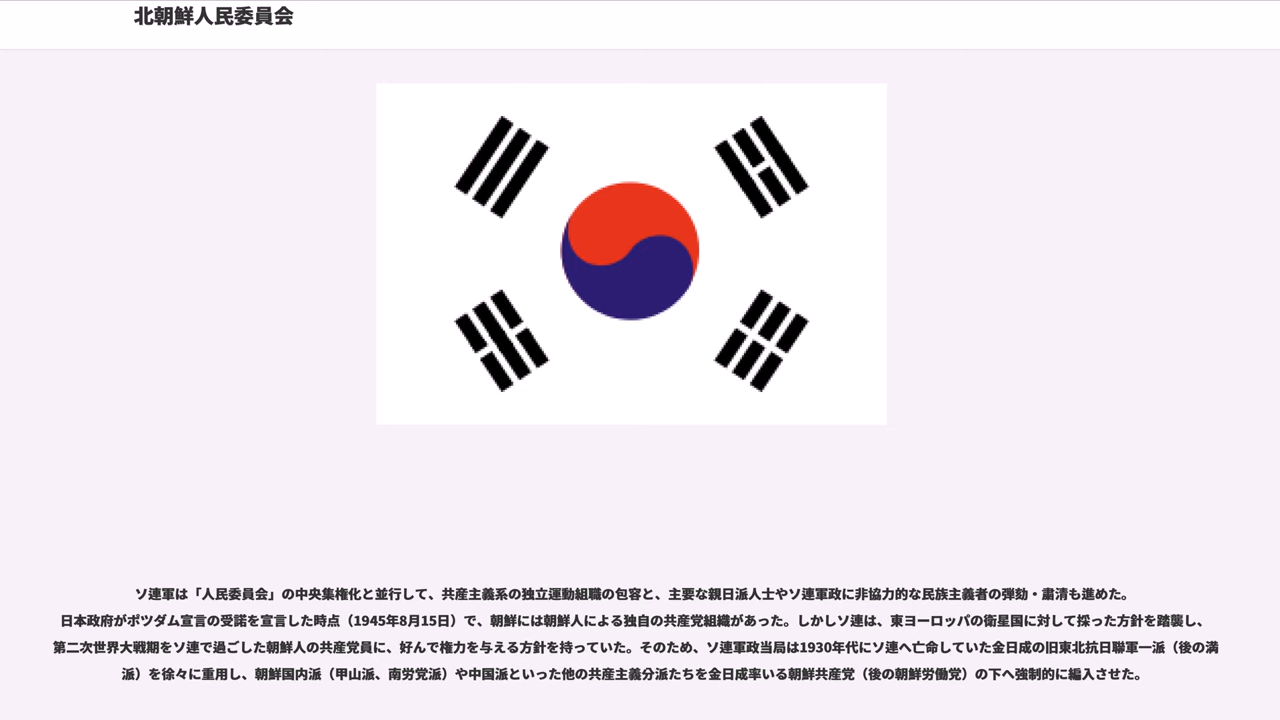 北朝鮮人民委員会
ソ連軍は「人民委員会」の中央集権化と並行して、共産主義系の独立運動組織の包容と、主要な親日派人士やソ連軍政に非協力的な民族主義者の弾劾・粛清も進めた。
日本政府がポツダム宣言の受諾を宣言した時点（1945年8月15日）で、朝鮮には朝鮮人による独自の共産党組織があった。しかしソ連は、東ヨーロッパの衛星国に対して採った方針を踏襲し、
第二次世界大戦期をソ連で過ごした朝鮮人の共産党員に、好んで権力を与える方針を持っていた。そのため、ソ連軍政当局は1930年代にソ連へ亡命していた金日成の旧東北抗日聯軍一派（後の満
派）を徐々に重用し、朝鮮国内派（甲山派、南労党派）や中国派といった他の共産主義分派たちを金日成率いる朝鮮共産党（後の朝鮮労働党）の下へ強制的に編入させた。